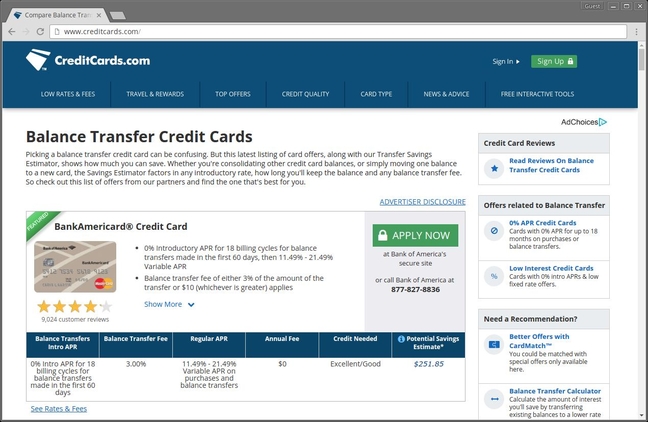 Guest
Compare Balance Tran
www.creditcards.com/
CreditCards.com
Sign In
Sign Up
LOW RATES & FEES
TRAVEL & REWARDS
TOP OFFERS
CREDIT QUALITY
CARD TYPE
NEWS & ADVICE
FREE INTERACTIVE TOOLS
AdChoices
Balance Transfer Credit Cards
Picking a balance transfer credit card can be confusing. But this latest listing of card offers, along with our Transfer Savings
Estimator, shows how much you can save. Whether you're consolidating other credit card balances, or simply moving one balance
to a new card, the Savings Estimator factors in any introductory rate, how long you'll keep the balance and any balance transfer fee.
So check out this list of offers from our partners and find the one that's best for you.
ADVERTISER DISCLOSURE
FEATURED
BankAmericard® Credit Card
0% Introductory APR for 18 billing cycles for balance
transfers made in the first 60 days, then 11.49% - 21.49%
Variable APR
Balance transfer fee of either 3% of the amount of the
transfer or $10 (whichever is greater) applies
Show More
9,024 customer reviews
APPLY NOW
at Bank of America's
secure site
or call Bank of America at
877-827-8836
Balance Transfers
Intro APR
Balance Transfer Fee
Regular APR
Annual Fee
Credit Needed
Potential Savings
Estimate*
0% Intro APR for 18
billing cycles for
balance transfers
made in the first 60
days
3.00%
11.49% - 21.49%
Variable APR on
purchases and
balance transfers
$0
Excellent/Good
$251.85
See Rates & Fees
Credit Card Reviews
Read Reviews On Balance
Transfer Credit Cards
Offers related to Balance Transfer
0% APR Credit Cards
Cards with 0% APR for up to 18
months on purchases or
balance transfers.
Low Interest Credit Cards
Cards with 0% intro APRs & low
fixed rate offers.
Need a Recommendation?
Better Offers with
CardMatch™
You could be matched with
special offers only available
here.
Balance Transfer Calculator
Calculate the amount of interest
you'll save by transferring
existing balances to a lower rate